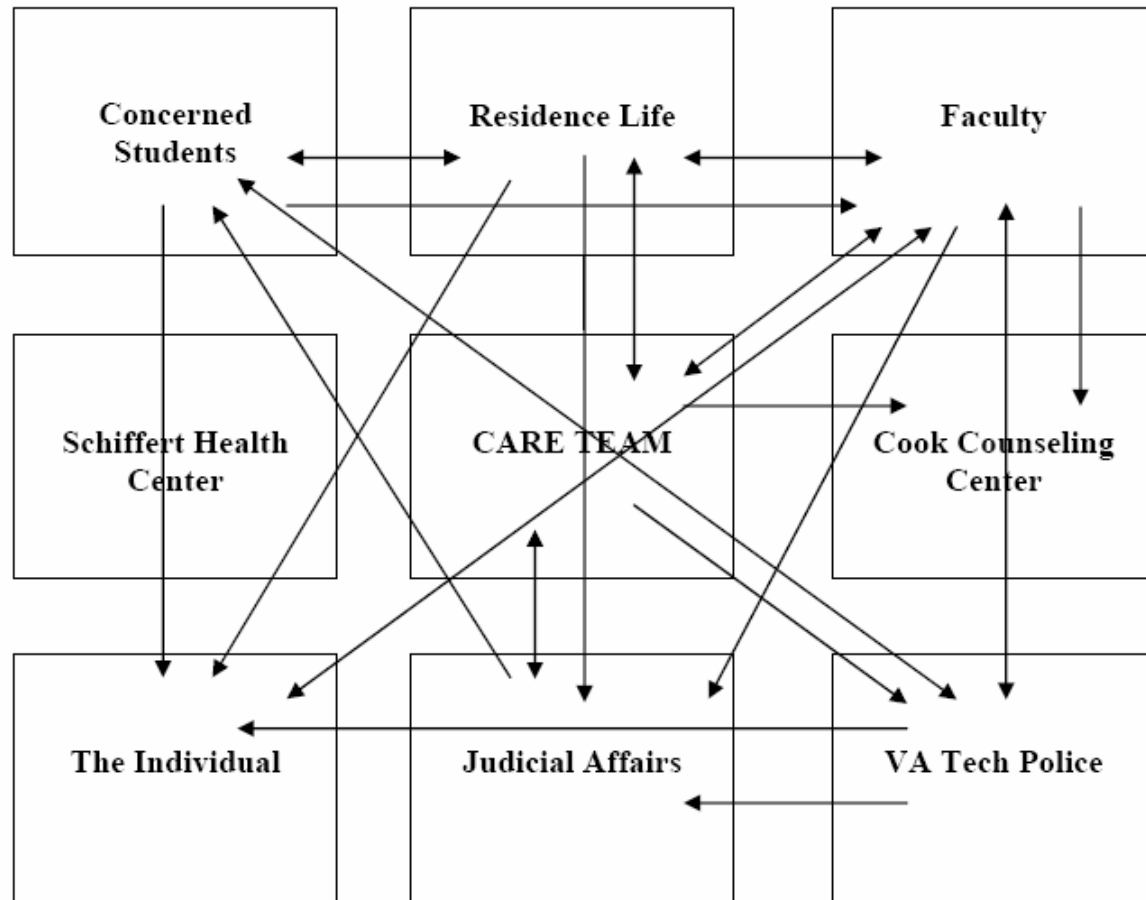 Concerned
Students
Residence Life
Faculty
Schiffert Health
Center
CARE TEAM
Cook Counseling
Center
The Individual
Judicial Affairs
VA Tech Police